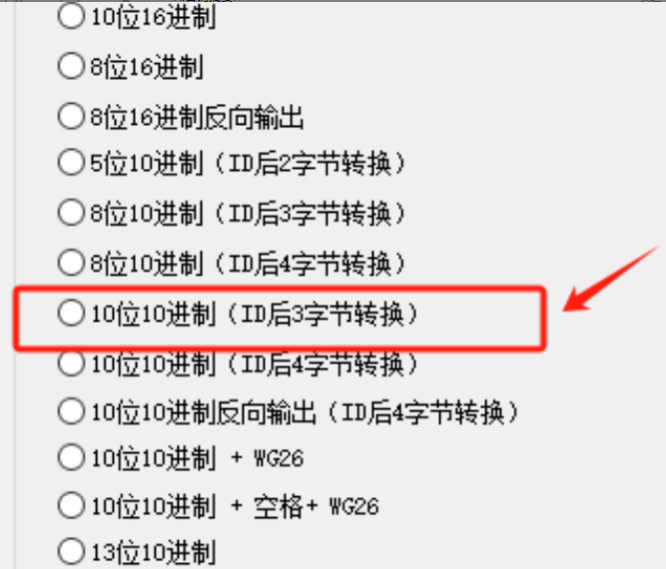 10位16进制
8位16进制
8位16进制反向输出
5位10进制（ID后2字节转换）
8位10进制（ID后3字节转换）
8位10进制（ID后4字节转换）
10位10进制（ID后3字节转换）
10位10进制（ID后4字节转换）
10位10进制反向输出（ID后4字节转换）
10位10进制 + WG26
10位10进制 + 空格+ WG26
13位10进制